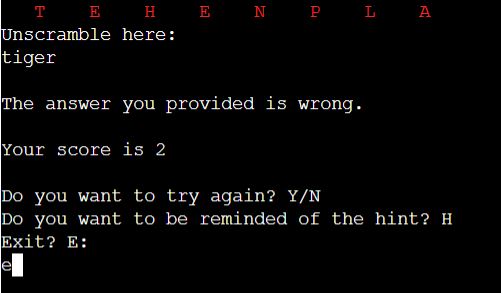 T E H E N P L A
Unscramble here:
tiger
The answer you provided is wrong.
Your score is 2
Do you want to try again? Y/N
Do you want to be reminded of the hint? H
Exit? E:
e